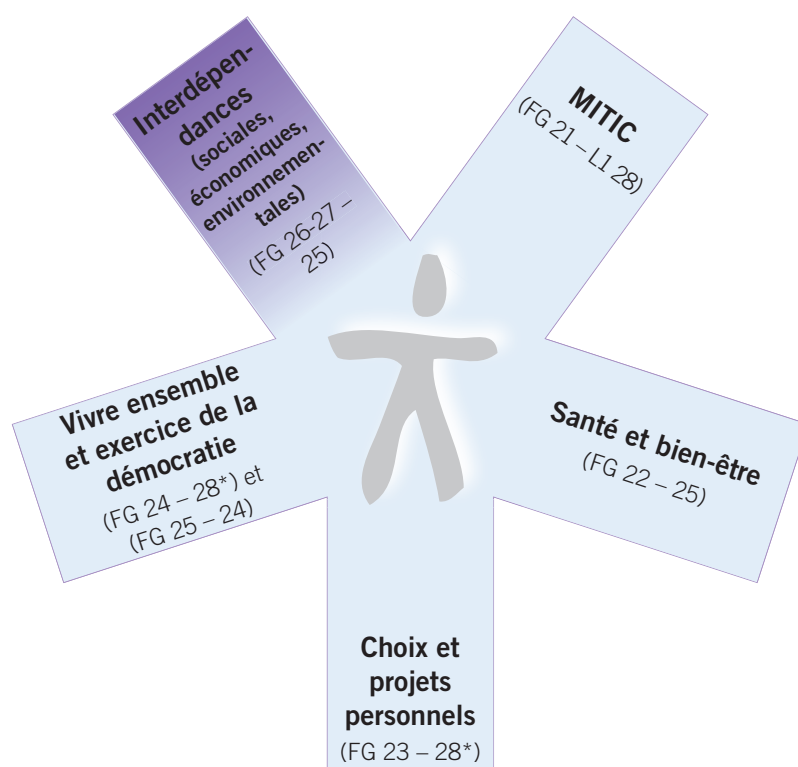 Interdépen-
dances
(sociales,
économiques,
environnemen-
tales)
(FG 26-27 –
25)
MITIC
(FG 21 – L1 28)
Vivre ensemble
et exercice de la
démocratie
(FG 24 – 28*) et
(FG 25 – 24)
Santé et bien-être
(FG 22 – 25)
Choix et
projets
personnels
(FG 23 – 28*)